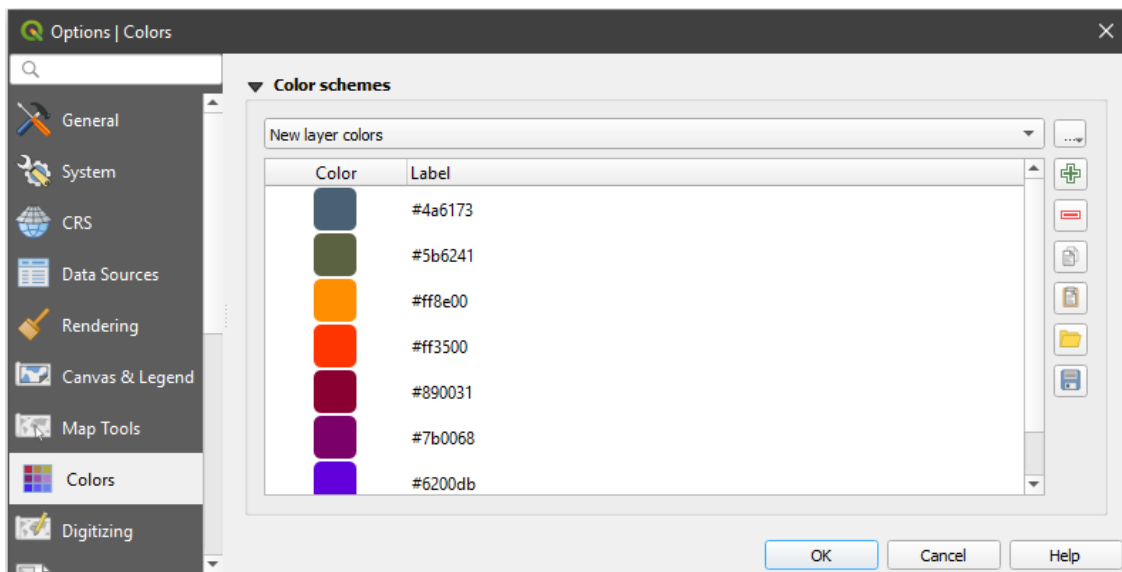 Options | Colors
General
System
CRS
Data Sources
Rendering
Canvas & Legend
Map Tools
Colors
Digitizing
Color schemes
New layer colors
...
Color Label
#4a6173
#5b6241
#ff8e00
#ff3500
#890031
#7b0068
#6200db
OK Cancel Help